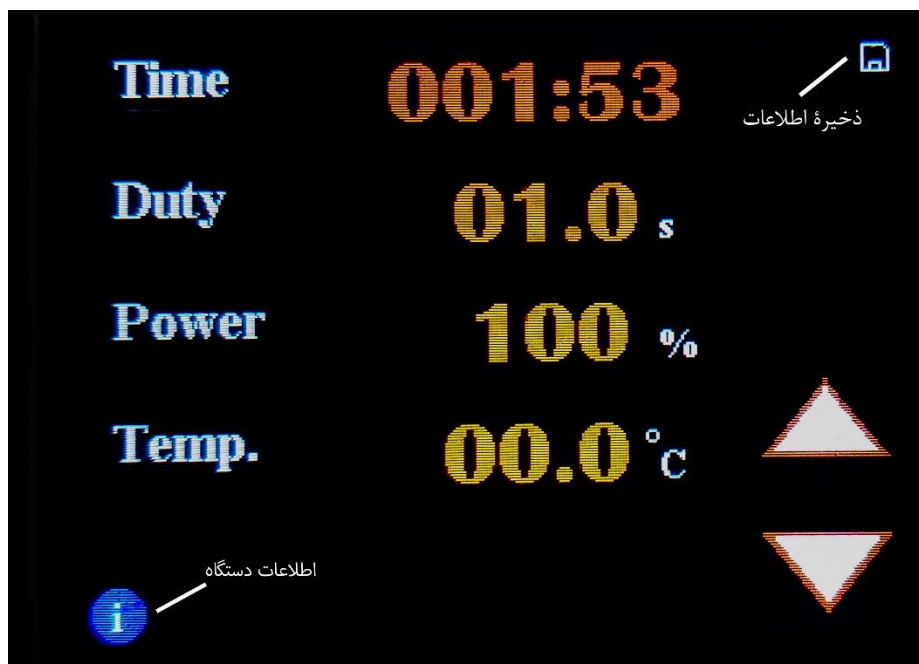 Time 001:53
ذخیرهٔ اطلاعات
Duty 01.0 s
Power 100 %
Temp. 00.0 °C
اطلاعات دستگاه
i